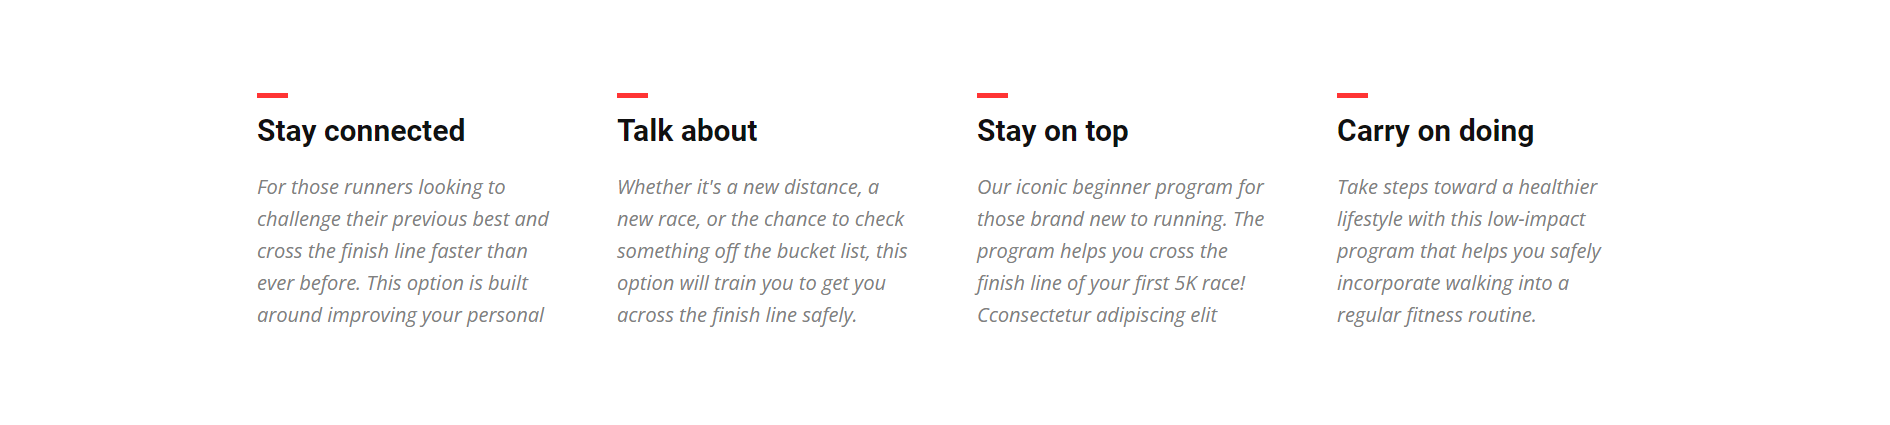 Stay connected
For those runners looking to
challenge their previous best and
cross the finish line faster than
ever before. This option is built
around improving your personal
Talk about
Whether it's a new distance, a
new race, or the chance to check
something off the bucket list, this
option will train you to get you
across the finish line safely.
Stay on top
Our iconic beginner program for
those brand new to running. The
program helps you cross the
finish line of your first 5K race!
Cconsectetur adipiscing elit
Carry on doing
Take steps toward a healthier
lifestyle with this low-impact
program that helps you safely
incorporate walking into a
regular fitness routine.